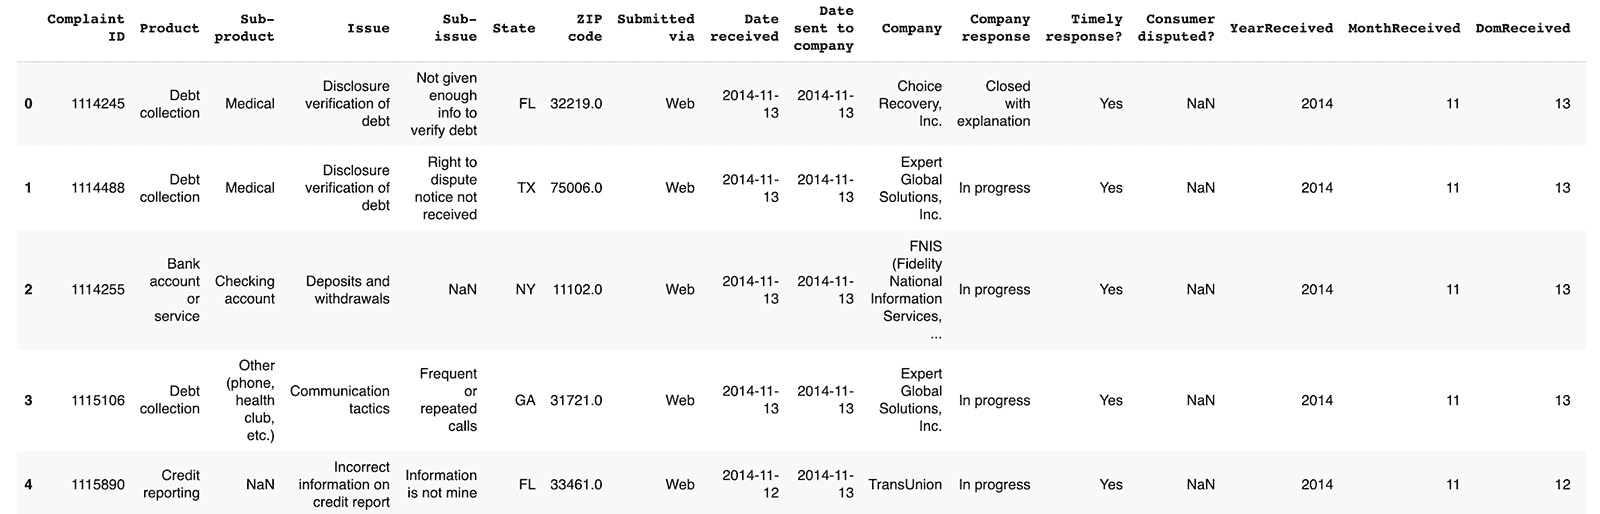 Complaint ID Product Sub-product Issue Sub-issue State ZIP code Submitted via Date received Date sent to company Company Company response Timely response? Consumer disputed? YearReceived MonthReceived DomReceived
0 1114245 Debt collection Medical Disclosure verification of debt Not given enough info to verify debt FL 32219.0 Web 2014-11-13 2014-11-13 Choice Recovery, Inc. Closed with explanation Yes NaN 2014 11 13
1 1114488 Debt collection Medical Disclosure verification of debt Right to dispute notice not received TX 75006.0 Web 2014-11-13 2014-11-13 Expert Global Solutions, Inc. In progress Yes NaN 2014 11 13
2 1114255 Bank account or service Checking account Deposits and withdrawals NaN NY 11102.0 Web 2014-11-13 2014-11-13 FNIS (Fidelity National Information Services, ... In progress Yes NaN 2014 11 13
3 1115106 Debt collection Other (phone, health club, etc.) Communication tactics Frequent or repeated calls GA 31721.0 Web 2014-11-13 2014-11-13 Expert Global Solutions, Inc. In progress Yes NaN 2014 11 13
4 1115890 Credit reporting NaN Incorrect information on credit report Information is not mine FL 33461.0 Web 2014-11-12 2014-11-13 TransUnion In progress Yes NaN 2014 11 12